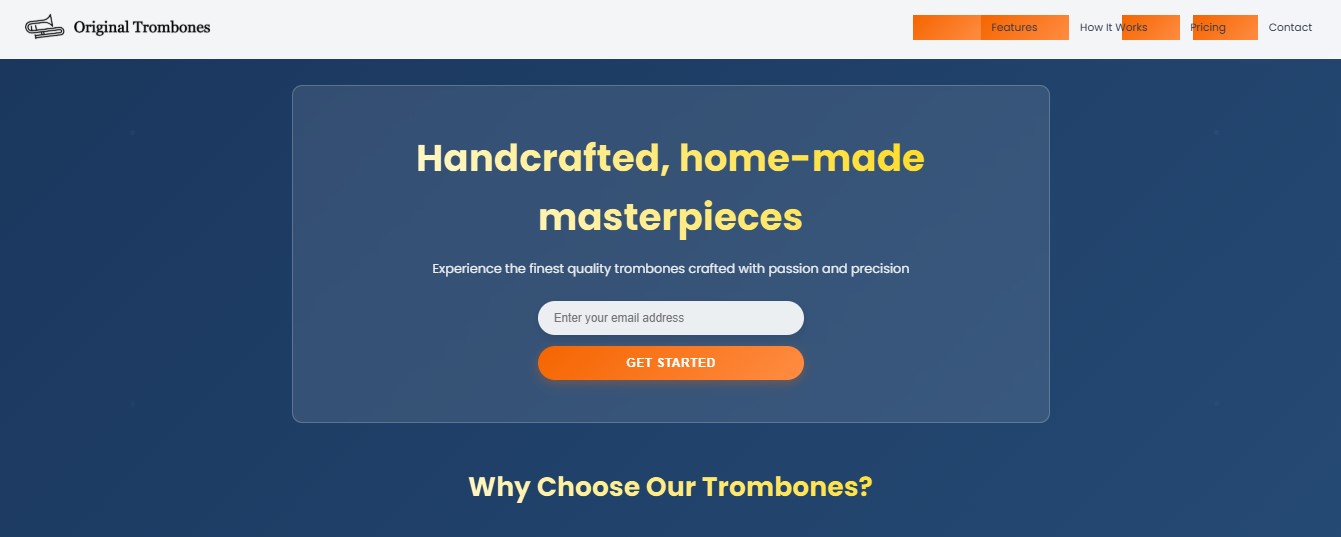 Original Trombones
Features How It Works Pricing Contact
Handcrafted, home-made
masterpieces
Experience the finest quality trombones crafted with passion and precision
Enter your email address
GET STARTED
Why Choose Our Trombones?